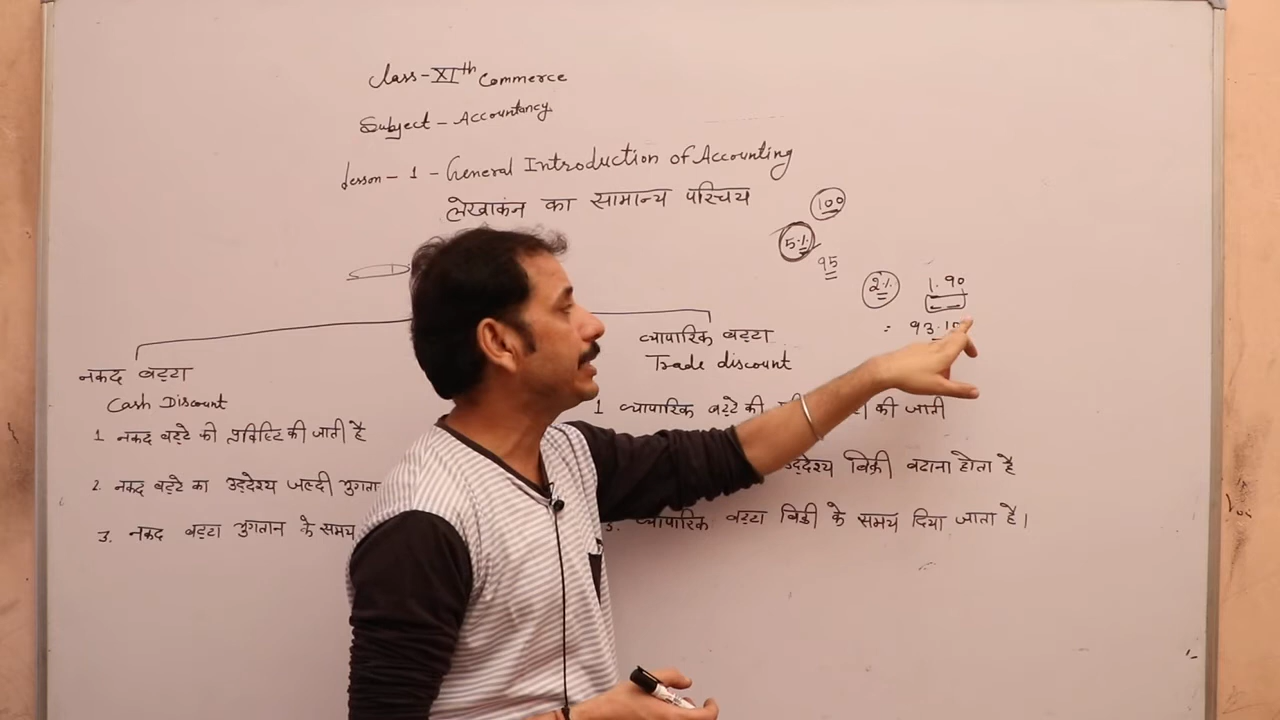 Class - XIth Commerce
Subject - Accountancy
Lesson - 1 - General Introduction of Accounting
लेखाकंन का सामान्य परिचय
100
5%
95
2%
1.90
= 93.10
नकद बट्टा
Cash Discount
1 नकद बट्टे की प्रविष्टि की जाती है
2. नकद बट्टे का उद्देश्य जल्दी भुगता
3. नकद बट्टा भुगतान के समय
व्यापारिक बट्टा
Trade discount
1 व्यापारिक बट्टे की की जाती
उद्देश्य बिक्री बढाना होता है
3. व्यापारिक बट्टा बिक्री के समय दिया जाता है।